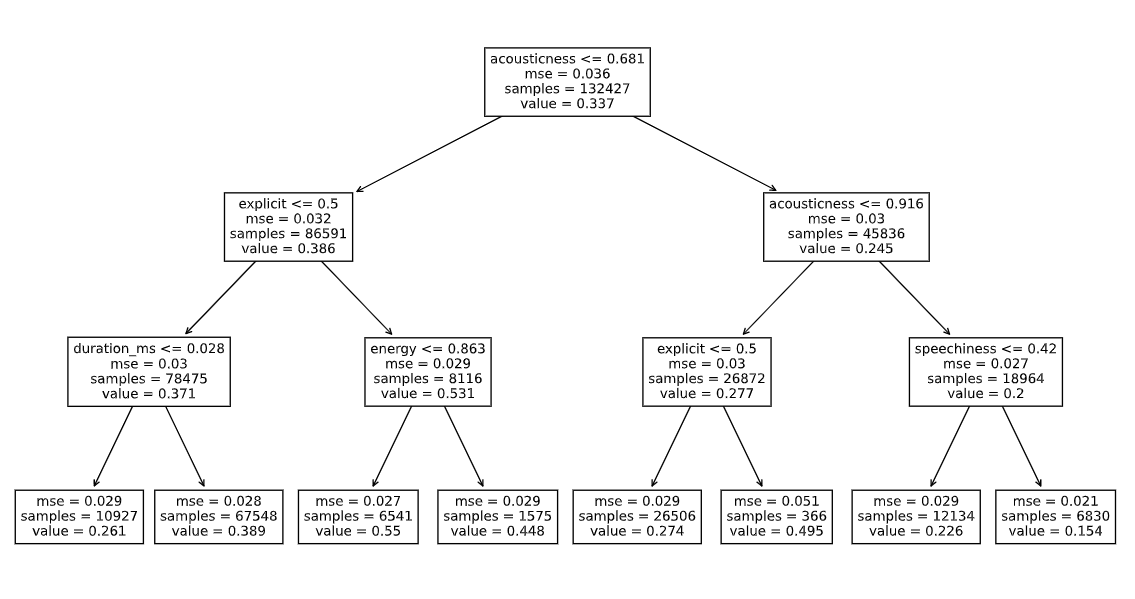 acousticness <= 0.681
mse = 0.036
samples = 132427
value = 0.337
explicit <= 0.5
mse = 0.032
samples = 86591
value = 0.386
acousticness <= 0.916
mse = 0.03
samples = 45836
value = 0.245
duration_ms <= 0.028
mse = 0.03
samples = 78475
value = 0.371
energy <= 0.863
mse = 0.029
samples = 8116
value = 0.531
explicit <= 0.5
mse = 0.03
samples = 26872
value = 0.277
speechiness <= 0.42
mse = 0.027
samples = 18964
value = 0.2
mse = 0.029
samples = 10927
value = 0.261
mse = 0.028
samples = 67548
value = 0.389
mse = 0.027
samples = 6541
value = 0.55
mse = 0.029
samples = 1575
value = 0.448
mse = 0.029
samples = 26506
value = 0.274
mse = 0.051
samples = 366
value = 0.495
mse = 0.029
samples = 12134
value = 0.226
mse = 0.021
samples = 6830
value = 0.154